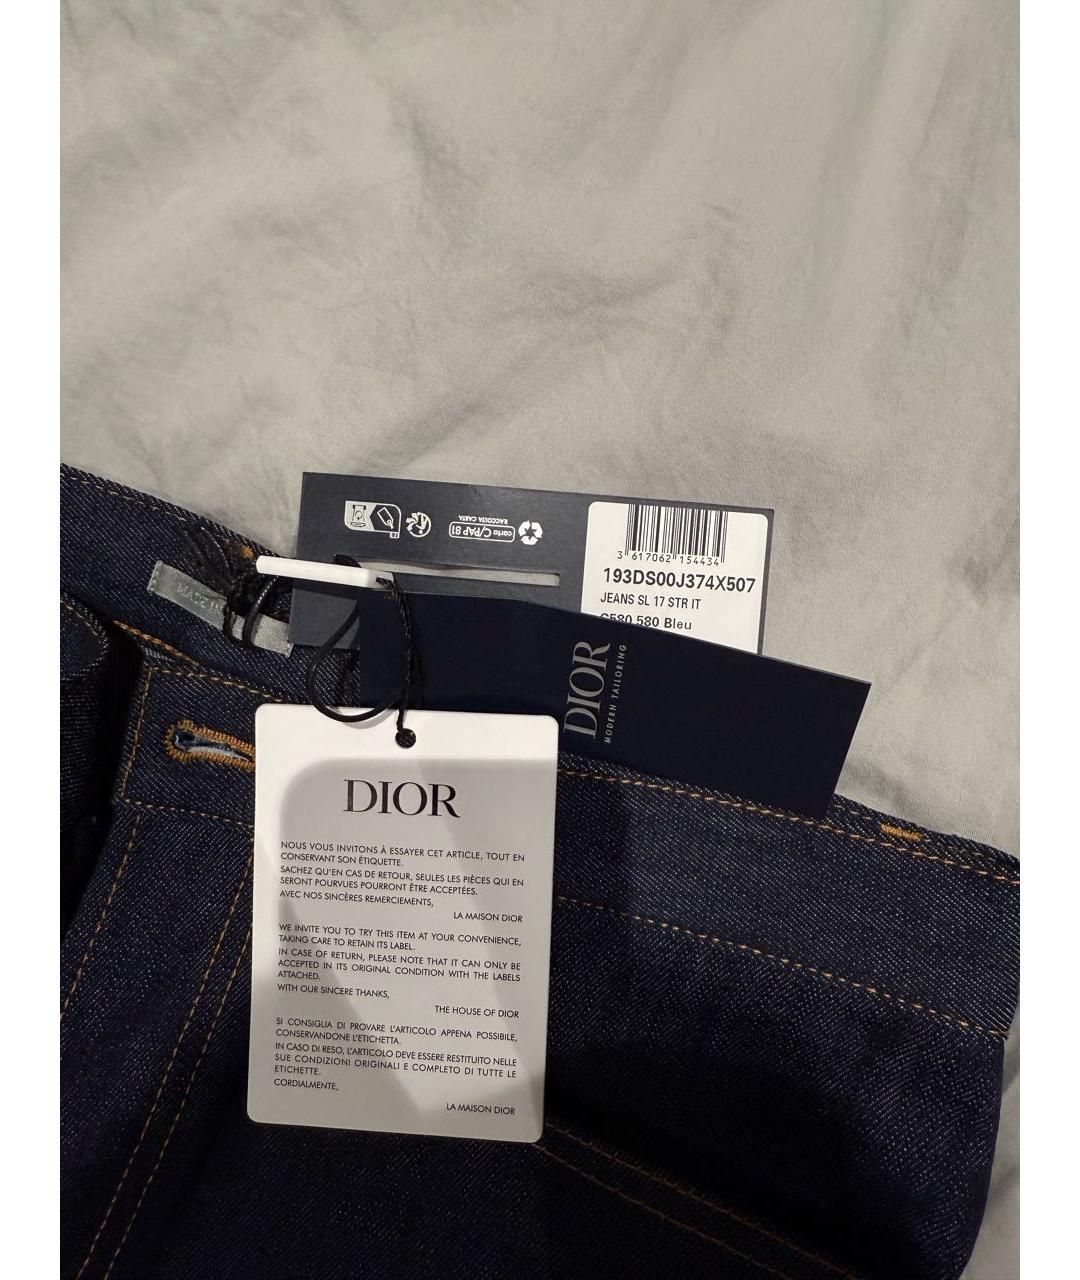 carta C/PAP 81
RACCOLTA CARTA
3 617062 154434
193DS00J374X507
JEANS SL 17 STR IT
C580 580 Bleu
MADE IN
DIOR
MODERN TAILORING
DIOR
NOUS VOUS INVITONS À ESSAYER CET ARTICLE, TOUT EN
CONSERVANT SON ÉTIQUETTE.
SACHEZ QU'EN CAS DE RETOUR, SEULES LES PIÈCES QUI EN
SERONT POURVUES POURRONT ÊTRE ACCEPTÉES.
AVEC NOS SINCÈRES REMERCIEMENTS,
LA MAISON DIOR
WE INVITE YOU TO TRY THIS ITEM AT YOUR CONVENIENCE,
TAKING CARE TO RETAIN ITS LABEL.
IN CASE OF RETURN, PLEASE NOTE THAT IT CAN ONLY BE
ACCEPTED IN ITS ORIGINAL CONDITION WITH THE LABELS
ATTACHED.
WITH OUR SINCERE THANKS,
THE HOUSE OF DIOR
SI CONSIGLIA DI PROVARE L'ARTICOLO APPENA POSSIBILE,
CONSERVANDONE L'ETICHETTA.
IN CASO DI RESO, L'ARTICOLO DEVE ESSERE RESTITUITO NELLE
SUE CONDIZIONI ORIGINALI E COMPLETO DI TUTTE LE
ETICHETTE.
CORDIALMENTE,
LA MAISON DIOR